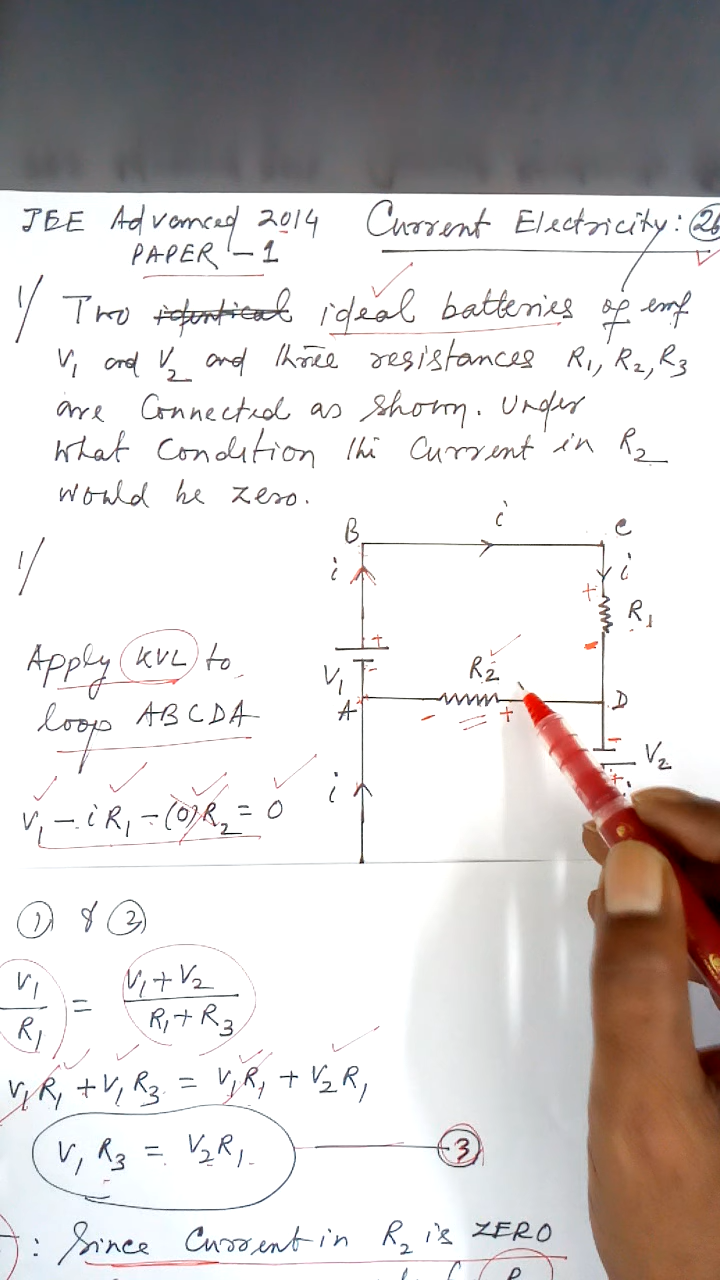 JEE Advanced 2014 Current Electricity: 26
PAPER - 1
1/ Two identical ideal batteries of emf
V₁ and V₂ and three resistances R₁, R₂, R₃
are Connected as shown. Under
what Condition the Current in R₂
would be zero.
1/
B i C
i i
+ R₁
+ -
V₁ -
R₂
A - + D
- V₂
+
i i
Apply KVL to
loop ABCDA
V₁ - iR₁ - (0)R₂ = 0
① & ②
V₁/R₁ = V₁ + V₂/R₁ + R₃
V₁R₁ + V₁R₃ = V₁R₁ + V₂R₁
V₁R₃ = V₂R₁ ③
: Since Current in R₂ is ZERO